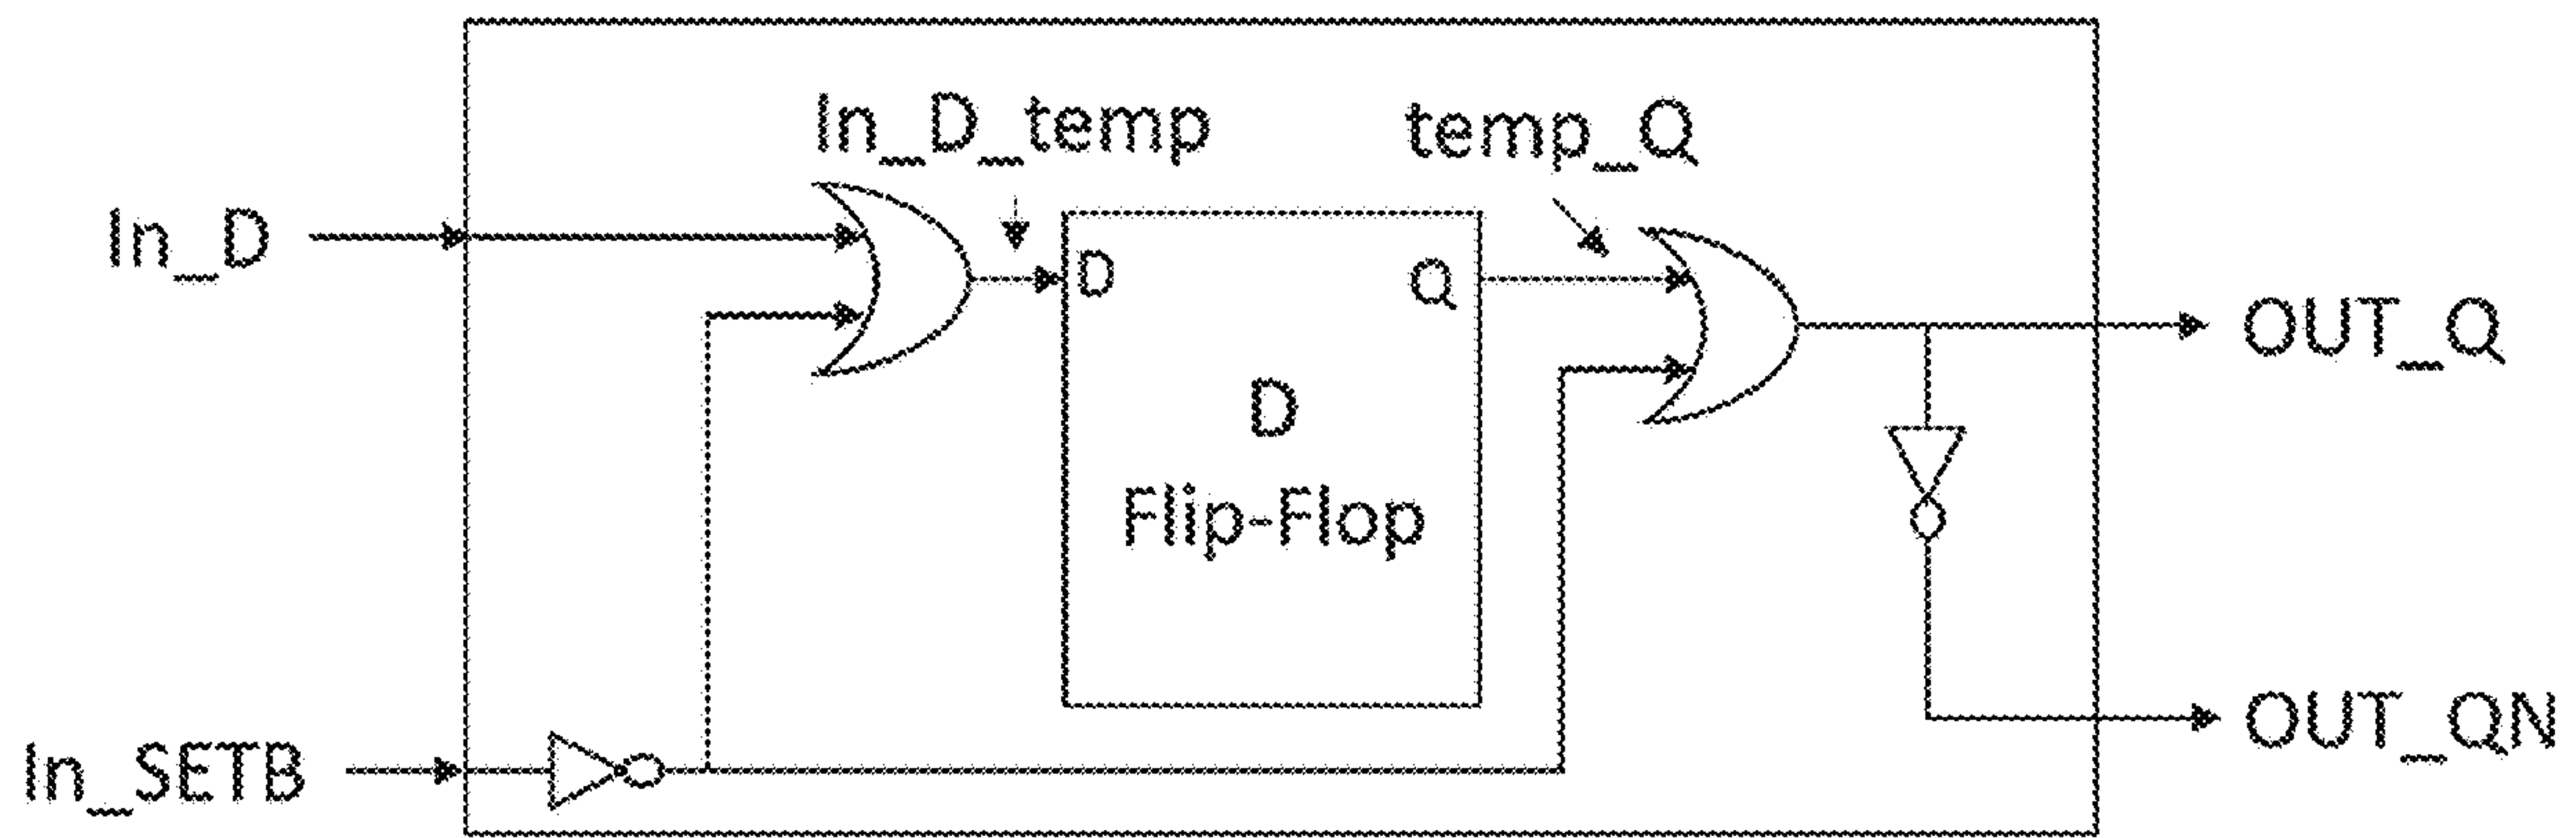 In_D_temp
temp_Q
In_D
D
Q
OUT_Q
D
Flip-Flop
In_SETB
OUT_QN